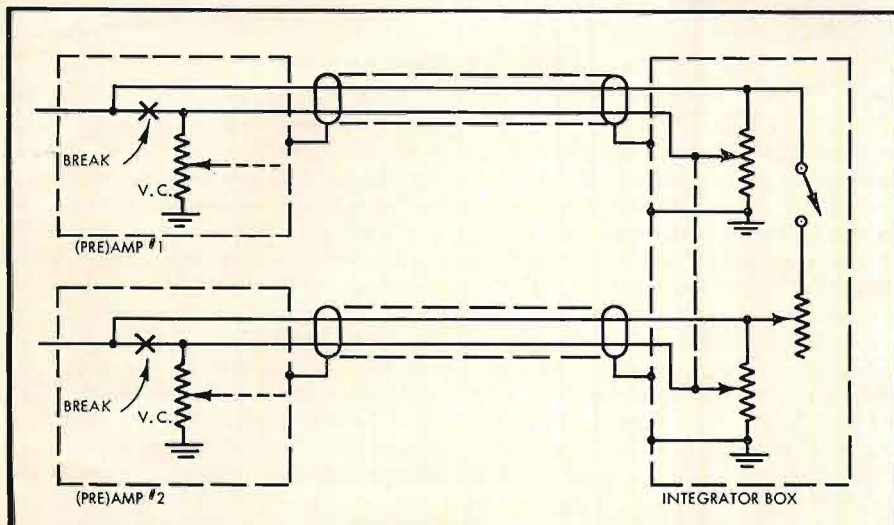 BREAK
V.C.
(PRE)AMP #1
BREAK
V.C.
(PRE)AMP #2
INTEGRATOR BOX